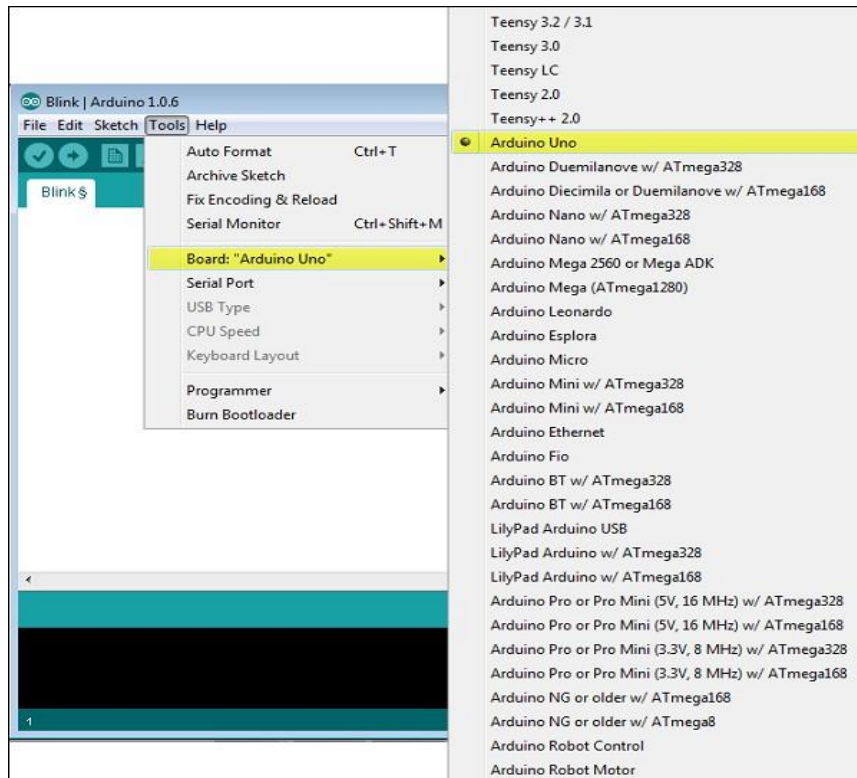 Blink | Arduino 1.0.6
File Edit Sketch Tools Help
Blink §
Auto Format Ctrl+T
Archive Sketch
Fix Encoding & Reload
Serial Monitor Ctrl+Shift+M
Board: "Arduino Uno"
Serial Port
USB Type
CPU Speed
Keyboard Layout
Programmer
Burn Bootloader
1
Teensy 3.2 / 3.1
Teensy 3.0
Teensy LC
Teensy 2.0
Teensy++ 2.0
Arduino Uno
Arduino Duemilanove w/ ATmega328
Arduino Diecimila or Duemilanove w/ ATmega168
Arduino Nano w/ ATmega328
Arduino Nano w/ ATmega168
Arduino Mega 2560 or Mega ADK
Arduino Mega (ATmega1280)
Arduino Leonardo
Arduino Esplora
Arduino Micro
Arduino Mini w/ ATmega328
Arduino Mini w/ ATmega168
Arduino Ethernet
Arduino Fio
Arduino BT w/ ATmega328
Arduino BT w/ ATmega168
LilyPad Arduino USB
LilyPad Arduino w/ ATmega328
LilyPad Arduino w/ ATmega168
Arduino Pro or Pro Mini (5V, 16 MHz) w/ ATmega328
Arduino Pro or Pro Mini (5V, 16 MHz) w/ ATmega168
Arduino Pro or Pro Mini (3.3V, 8 MHz) w/ ATmega328
Arduino Pro or Pro Mini (3.3V, 8 MHz) w/ ATmega168
Arduino NG or older w/ ATmega168
Arduino NG or older w/ ATmega8
Arduino Robot Control
Arduino Robot Motor